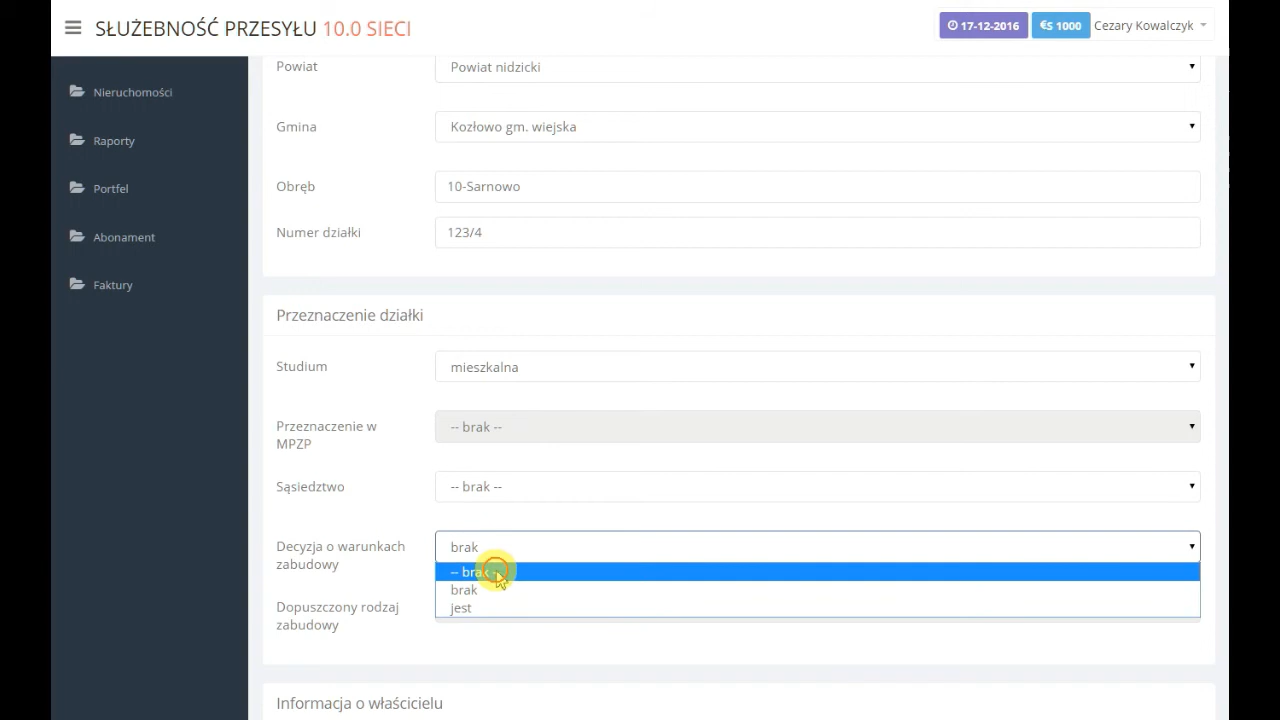 SŁUŻEBNOŚĆ PRZESYŁU 10.0 SIECI
17-12-2016
€$ 1000
Cezary Kowalczyk
Nieruchomości
Raporty
Portfel
Abonament
Faktury
Powiat
Powiat nidzicki
Gmina
Kozłowo gm. wiejska
Obręb
10-Sarnowo
Numer działki
123/4
Przeznaczenie działki
Studium
mieszkalna
Przeznaczenie w
MPZP
-- brak --
Sąsiedztwo
-- brak --
Decyzja o warunkach
zabudowy
brak
-- brak --
brak
jest
Dopuszczony rodzaj
zabudowy
Informacja o właścicielu